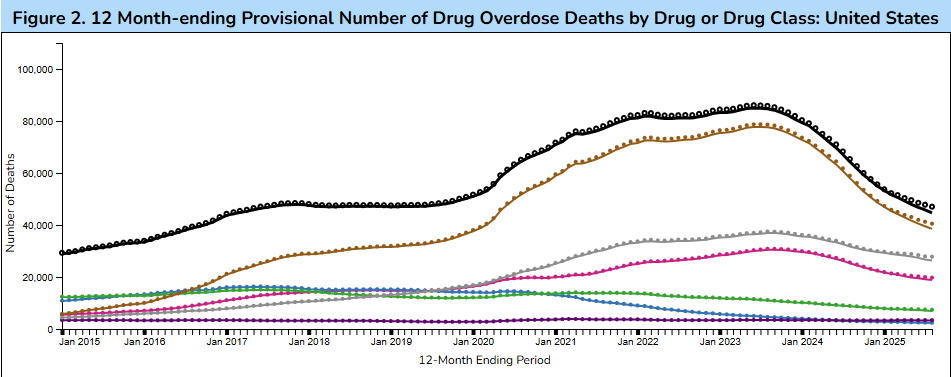 Figure 2. 12 Month-ending Provisional Number of Drug Overdose Deaths by Drug or Drug Class: United States
100,000
80,000
60,000
40,000
20,000
0
Number of Deaths
Jan 2015 Jan 2016 Jan 2017 Jan 2018 Jan 2019 Jan 2020 Jan 2021 Jan 2022 Jan 2023 Jan 2024 Jan 2025
12-Month Ending Period